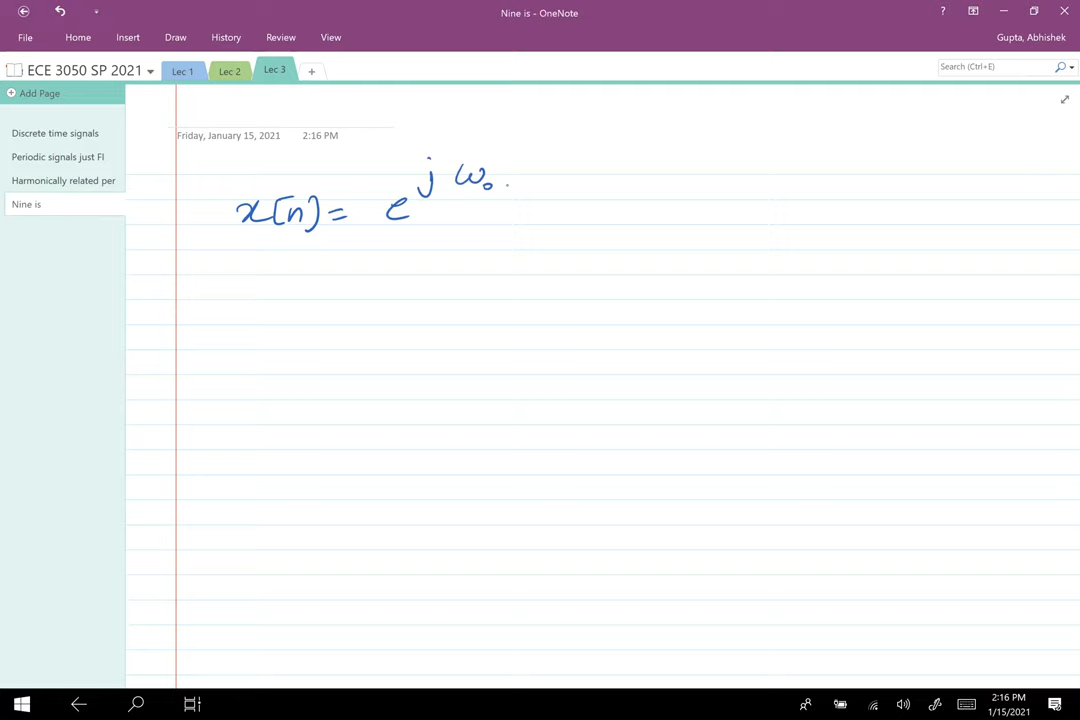 Nine is - OneNote
File Home Insert Draw History Review View
Gupta, Abhishek
ECE 3050 SP 2021 Lec 1 Lec 2 Lec 3 +
Search (Ctrl+E)
Add Page
Friday, January 15, 2021 2:16 PM
Discrete time signals
Periodic signals just FI
Harmonically related per
Nine is
x[n] = e^{j ω₀}
2:16 PM
1/15/2021